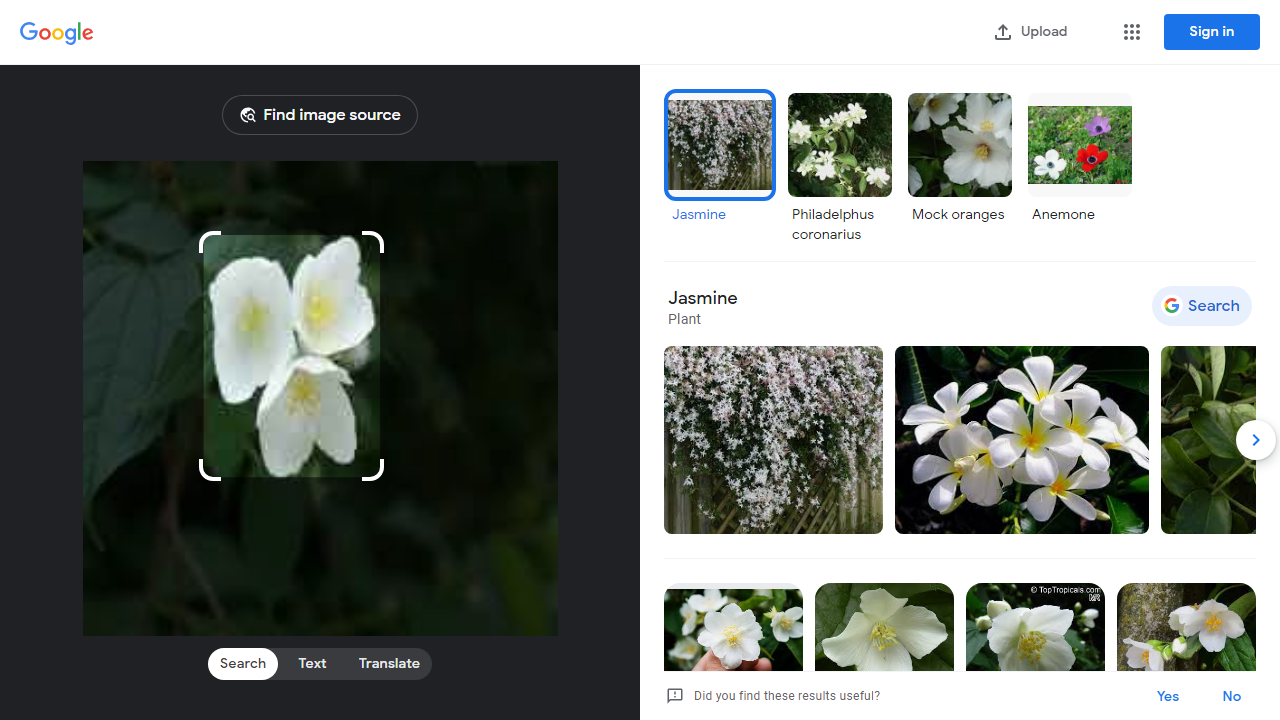 Google
Upload
Sign in
Find image source
Search
Text
Translate
Jasmine
Philadelphus
coronarius
Mock oranges
Anemone
Jasmine
Plant
Search
© TopTropicals.com
Did you find these results useful?
Yes
No